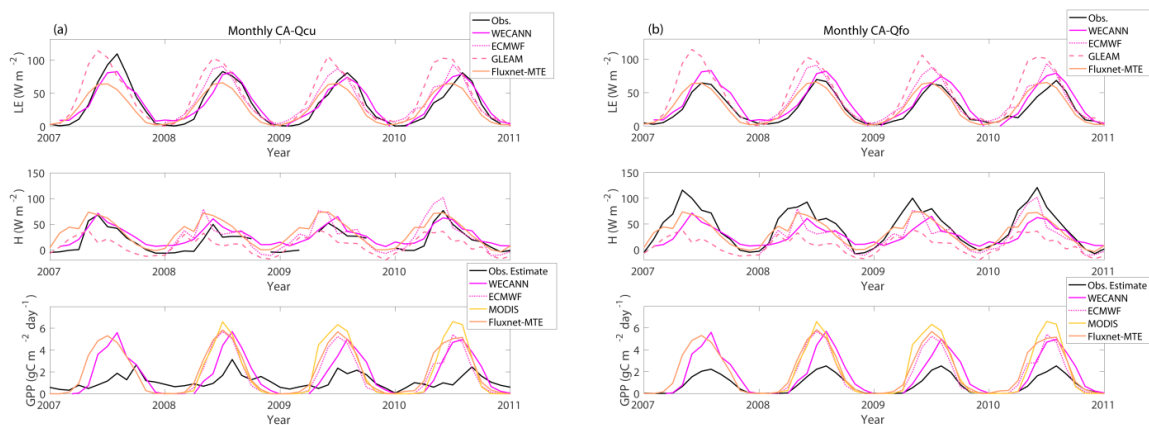 (a)
Monthly CA-Qcu
Obs.
WECANN
ECMWF
GLEAM
Fluxnet-MTE
LE (W m -2)
100
50
0
2007
2008
2009
2010
2011
Year
H (W m -2)
150
100
50
0
2007
2008
2009
2010
2011
Year
Obs. Estimate
WECANN
ECMWF
MODIS
Fluxnet-MTE
GPP (gC m -2 day -1)
6
4
2
0
2007
2008
2009
2010
2011
Year
(b)
Monthly CA-Qfo
Obs.
WECANN
ECMWF
GLEAM
Fluxnet-MTE
LE (W m -2)
100
50
0
2007
2008
2009
2010
2011
Year
H (W m -2)
150
100
50
0
2007
2008
2009
2010
2011
Year
Obs. Estimate
WECANN
ECMWF
MODIS
Fluxnet-MTE
GPP (gC m -2 day -1)
6
4
2
0
2007
2008
2009
2010
2011
Year